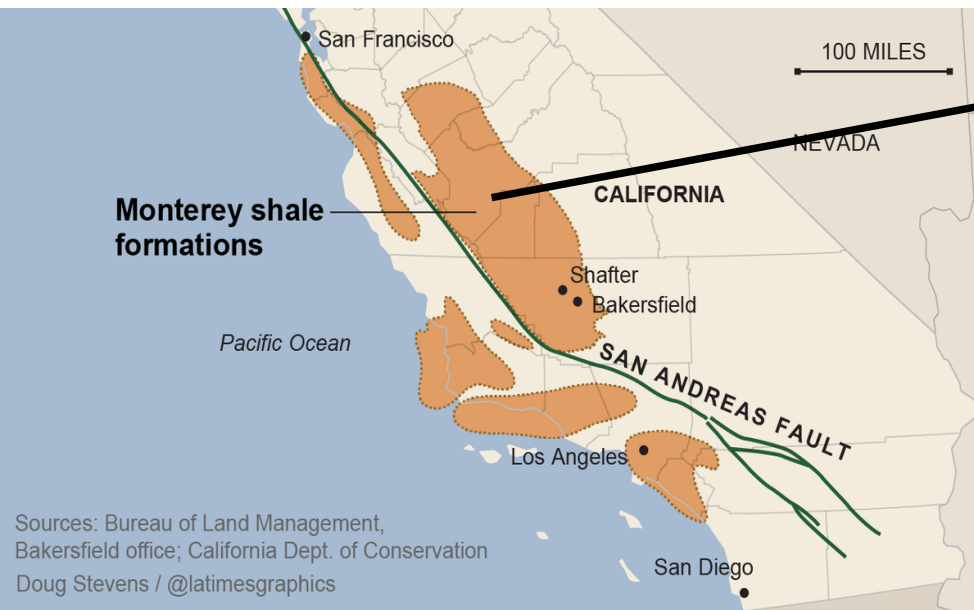 San Francisco
100 MILES
NEVADA
CALIFORNIA
Monterey shale
formations
Shafter
Bakersfield
Pacific Ocean
SAN ANDREAS FAULT
Los Angeles
Sources: Bureau of Land Management,
Bakersfield office; California Dept. of Conservation
San Diego
Doug Stevens / @latimesgraphics